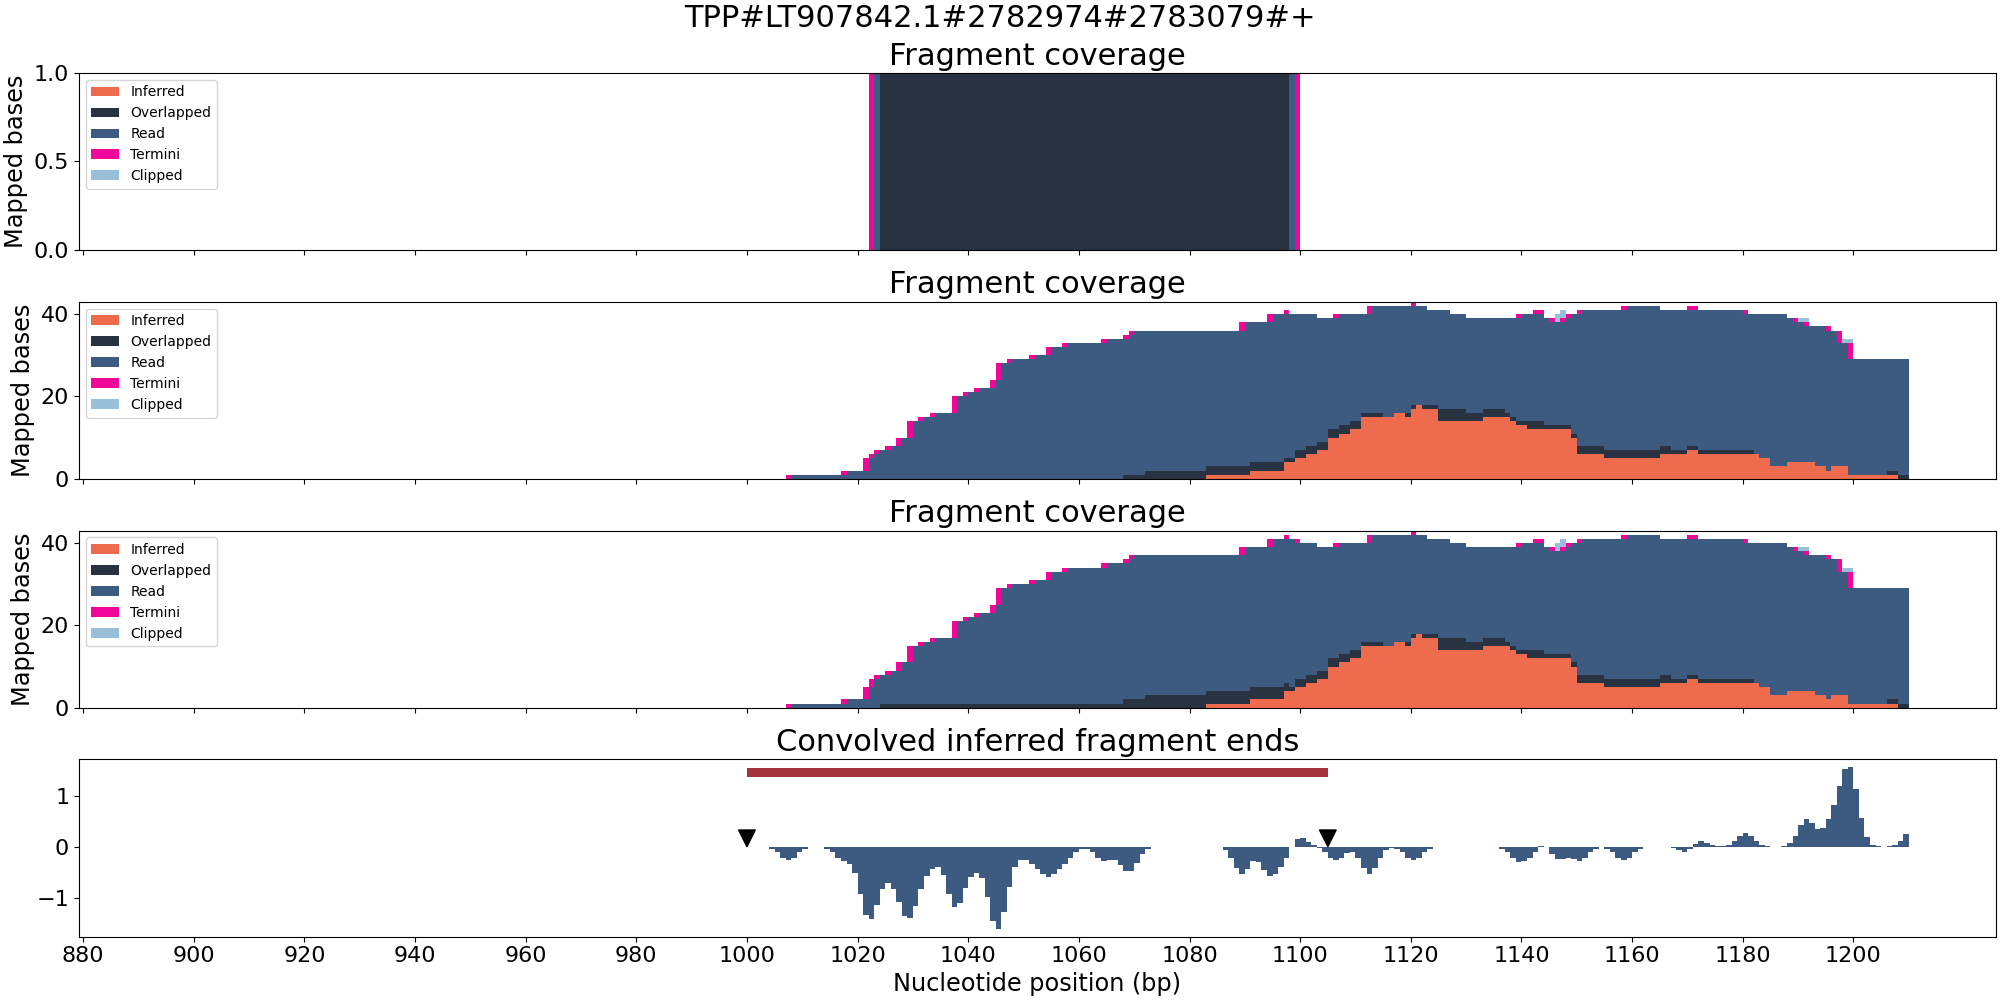 TPP#LT907842.1#2782974#2783079#+
Fragment coverage
Mapped bases
1.0
0.5
0.0
Inferred
Overlapped
Read
Termini
Clipped
Fragment coverage
Mapped bases
40
20
0
Inferred
Overlapped
Read
Termini
Clipped
Fragment coverage
Mapped bases
40
20
0
Inferred
Overlapped
Read
Termini
Clipped
Convolved inferred fragment ends
1
0
−1
880 900 920 940 960 980 1000 1020 1040 1060 1080 1100 1120 1140 1160 1180 1200
Nucleotide position (bp)